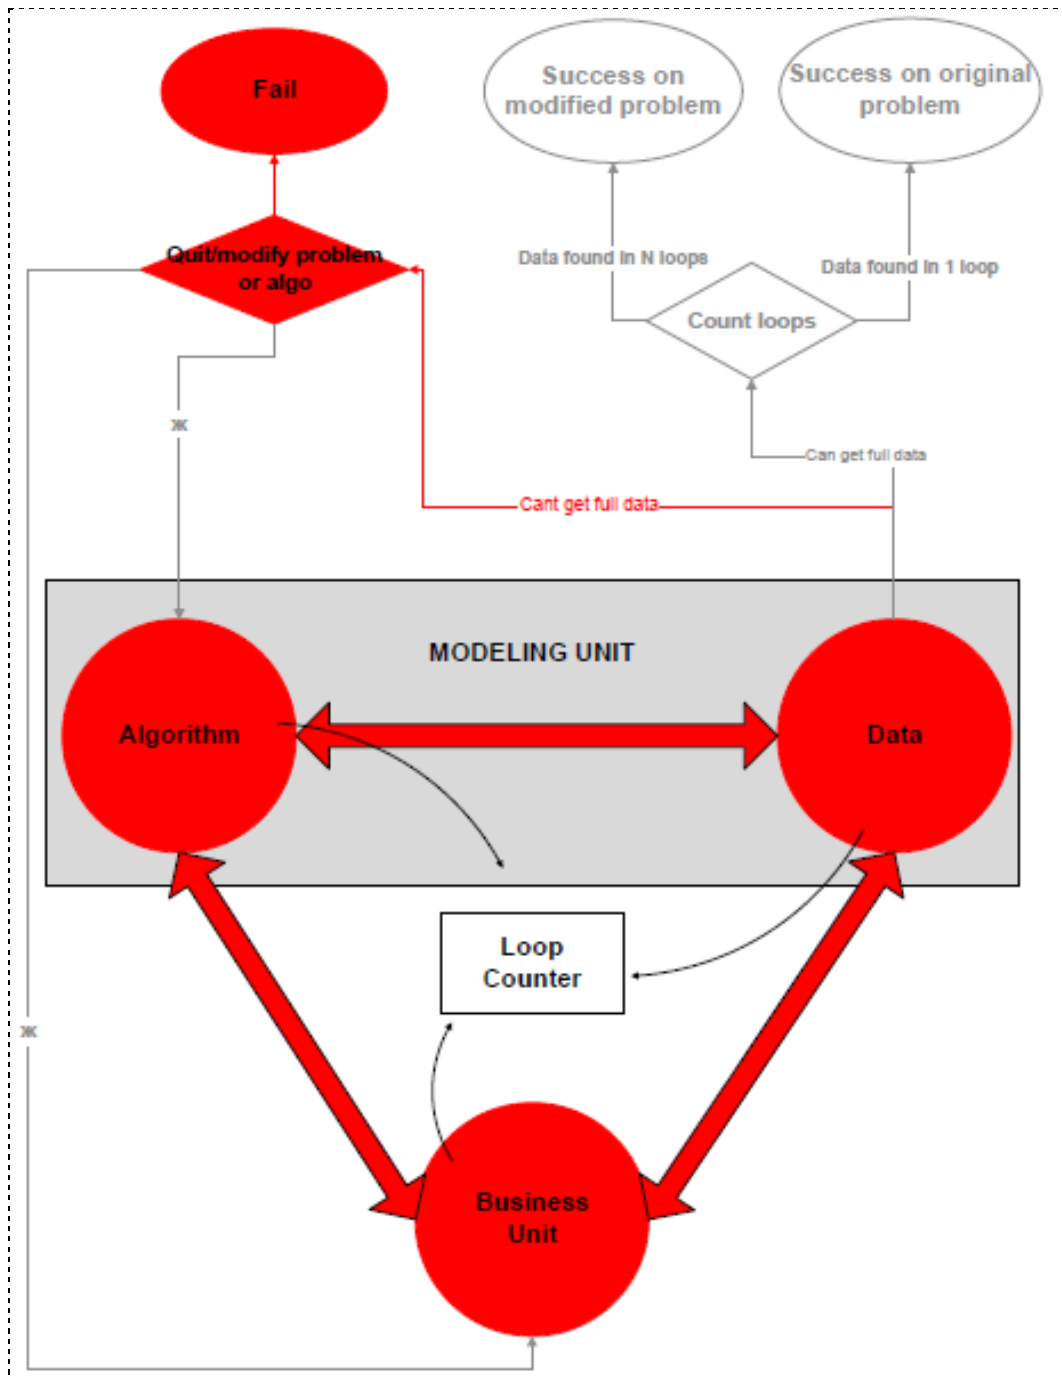 Fail
Success on
modified problem
Success on original
problem
Quit/modify problem
or algo
Data found in N loops
Data found in 1 loop
Count loops
Ж
Can get full data
Cant get full data
MODELING UNIT
Algorithm
Data
Loop
Counter
Ж
Business
Unit